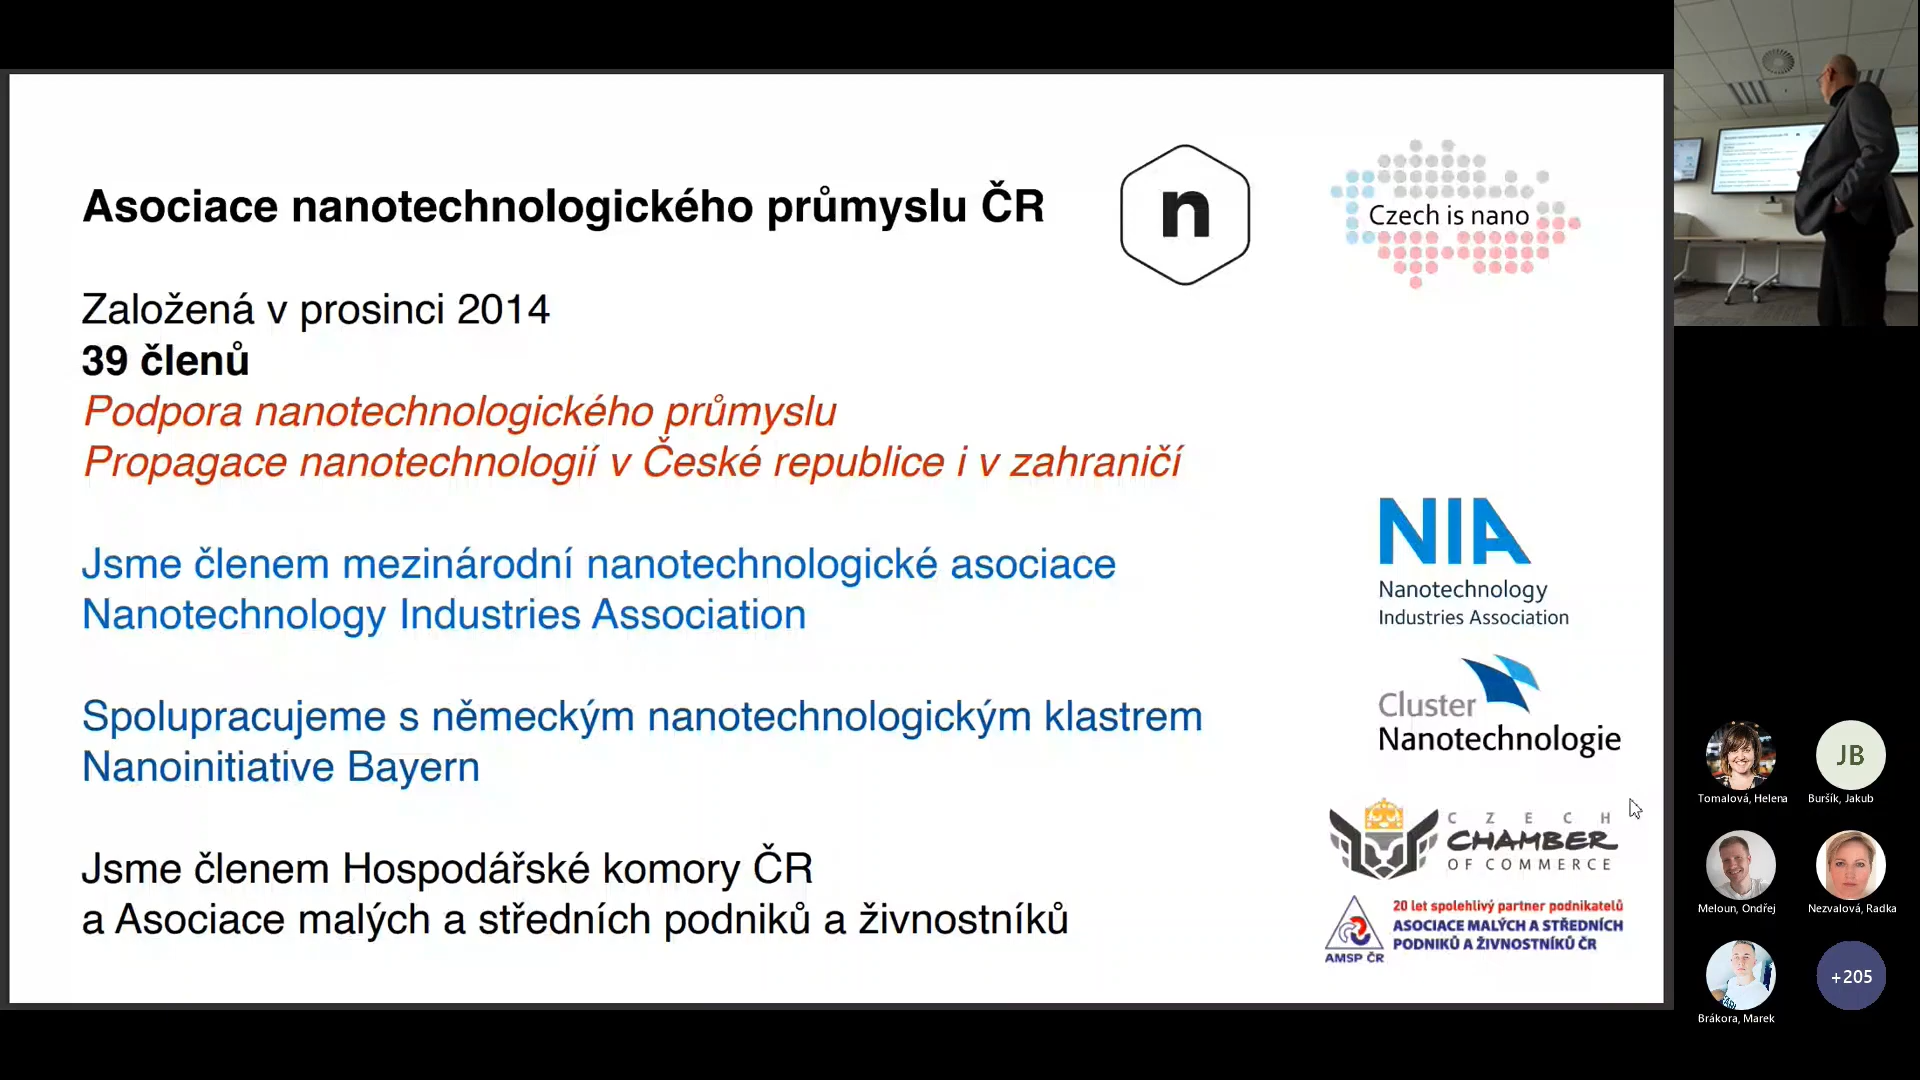 Asociace nanotechnologického průmyslu ČR
n
Czech is nano
Založená v prosinci 2014
39 členů
Podpora nanotechnologického průmyslu
Propagace nanotechnologií v České republice i v zahraničí
Jsme členem mezinárodní nanotechnologické asociace
Nanotechnology Industries Association
NIA
Nanotechnology
Industries Association
Spolupracujeme s německým nanotechnologickým klastrem
Nanoinitiative Bayern
Cluster
Nanotechnologie
Jsme členem Hospodářské komory ČR
a Asociace malých a středních podniků a živnostníků
CZECH
CHAMBER
OF COMMERCE
20 let spolehlivý partner podnikatelů
ASOCIACE MALÝCH A STŘEDNÍCH
PODNIKŮ A ŽIVNOSTNÍKŮ ČR
AMSP ČR
Tomalová, Helena
JB
Buršík, Jakub
Meloun, Ondřej
Nezvalová, Radka
Brákora, Marek
+205